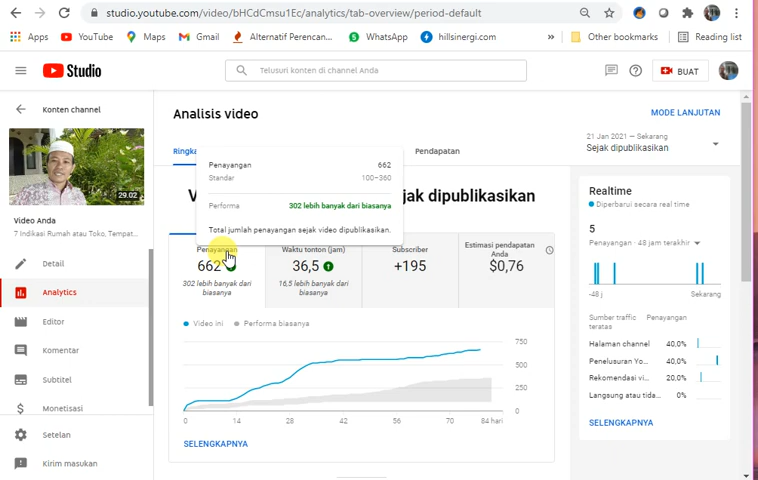 studio.youtube.com/video/bHCdCmsu1Ec/analytics/tab-overview/period-default
Apps
YouTube
Maps
Gmail
Alternatif Perencan...
WhatsApp
hillsinergi.com
»
Other bookmarks
Reading list
Studio
Telusuri konten di channel Anda
BUAT
Konten channel
29.02
Video Anda
7 Indikasi Rumah atau Toko, Tempat...
Detail
Analytics
Editor
Komentar
Subtitel
Monetisasi
Setelan
Kirim masukan
Analisis video
MODE LANJUTAN
21 Jan 2021 – Sekarang
Sejak dipublikasikan
Ringka
Pendapatan
V
ejak dipublikasikan
Penayangan 662
Standar 100–360
Performa 302 lebih banyak dari biasanya
Total jumlah penayangan sejak video dipublikasikan.
Penayangan
662
302 lebih banyak dari
biasanya
Waktu tonton (jam)
36,5
16,5 lebih banyak dari
biasanya
Subscriber
+195
Estimasi pendapatan
Anda
$0,76
Video ini
Performa biasanya
750
500
250
0
0 14 28 42 56 70 84 hari
SELENGKAPNYA
Realtime
Diperbarui secara real time
5
Penayangan · 48 jam terakhir
-48 j
Sekarang
Sumber traffic
teratas
Penayangan
Halaman channel 40,0%
Penelusuran Yo... 40,0%
Rekomendasi vi... 20,0%
Langsung atau tida... 0%
SELENGKAPNYA